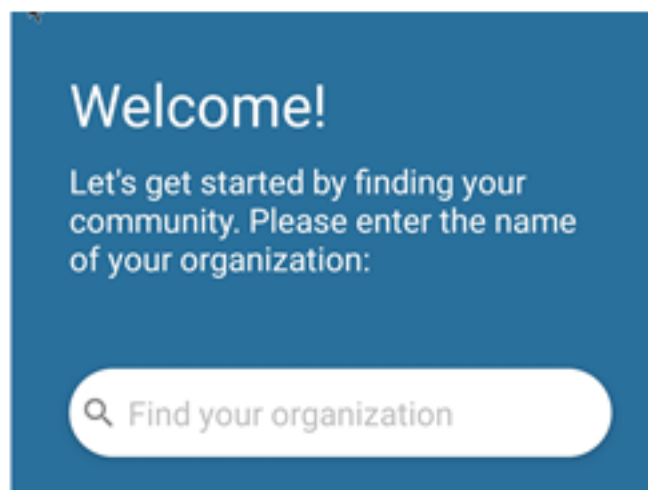 Welcome!
Let's get started by finding your
community. Please enter the name
of your organization:
Find your organization